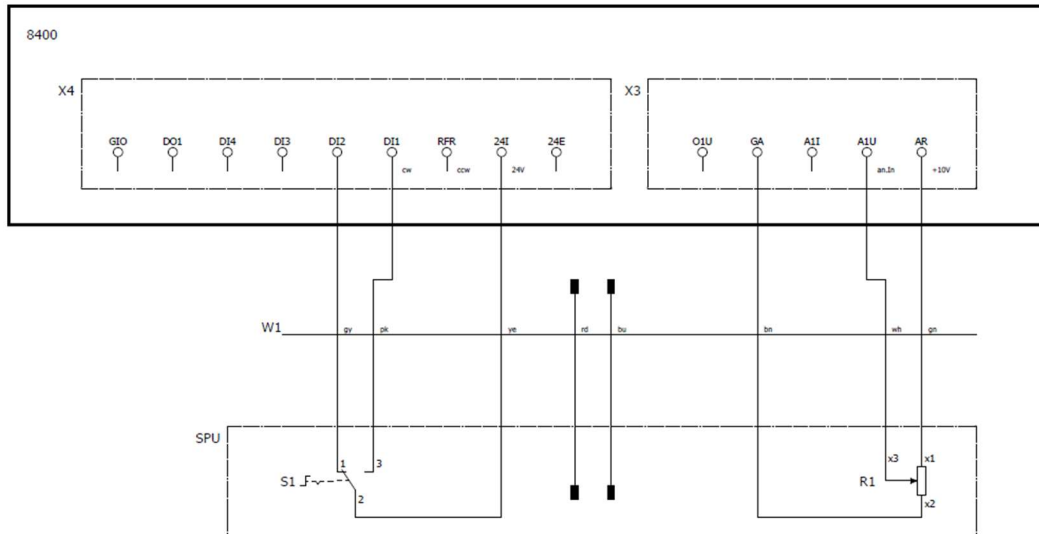 8400
X4 X3
GIO DO1 DI4 DI3 DI2 DI1 RFR 24I 24E O1U GA A1I A1U AR
cw ccw 24V an.In +10V
W1 gy pk ye rd bu bn wh gn
SPU
1 3 x3 x1
S1 R1
2 x2